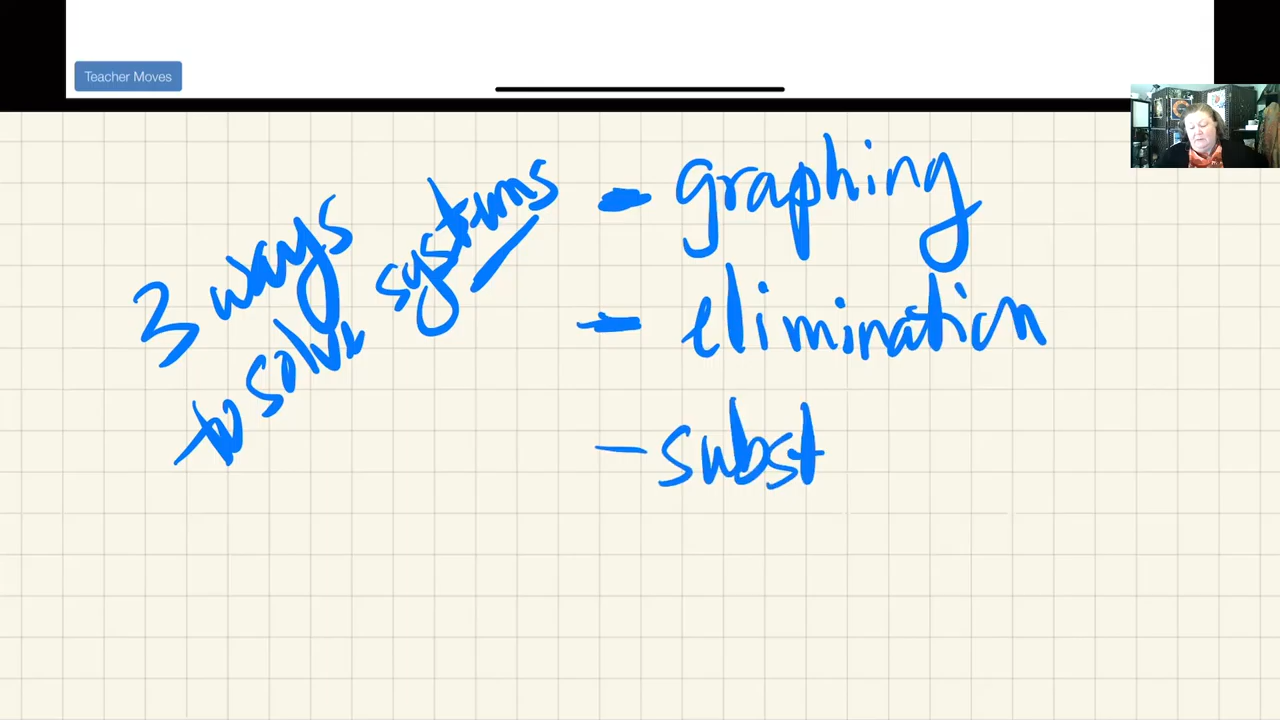 Teacher Moves
3 ways
to solve systems
- graphing
- elimination
- subst